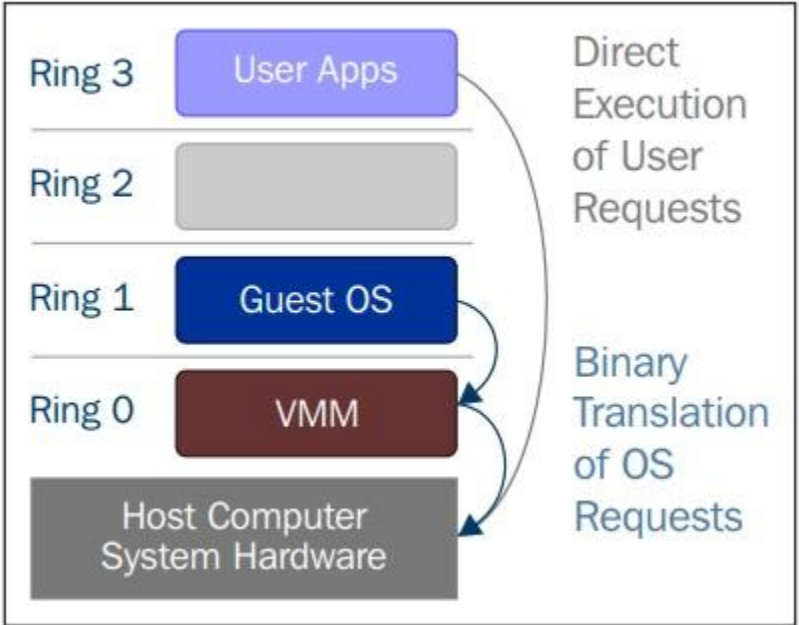 Ring 3
User Apps
Direct
Execution
of User
Requests
Ring 2
Ring 1
Guest OS
Ring 0
VMM
Binary
Translation
of OS
Requests
Host Computer
System Hardware